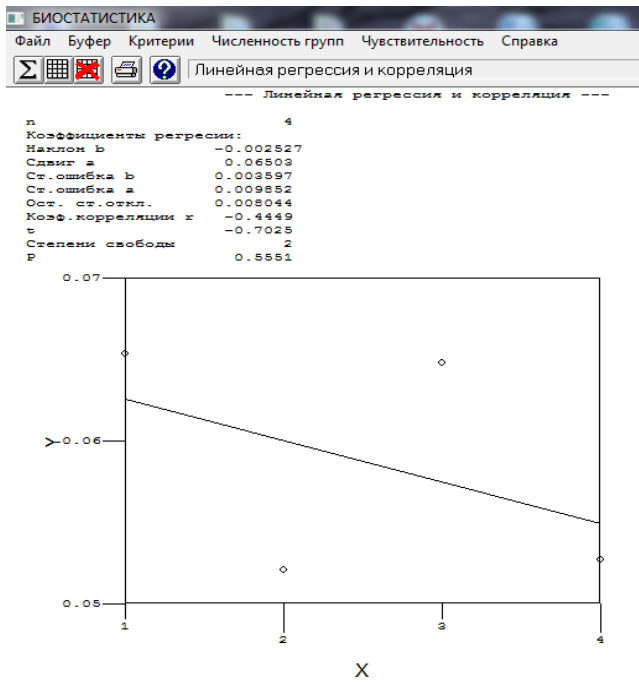 БИОСТАТИСТИКА
Файл Буфер Критерии Численность групп Чувствительность Справка
Σ ? Линейная регрессия и корреляция
--- Линейная регрессия и корреляция ---
n 4
Коэффициенты регрессии:
Наклон b -0.002527
Сдвиг a 0.06503
Ст.ошибка b 0.003597
Ст.ошибка a 0.009852
Ост. ст.откл. 0.008044
Коэф.корреляции r -0.4449
t -0.7025
Степени свободы 2
P 0.5551
0.07
Y
0.06
0.05
1
2
3
4
X